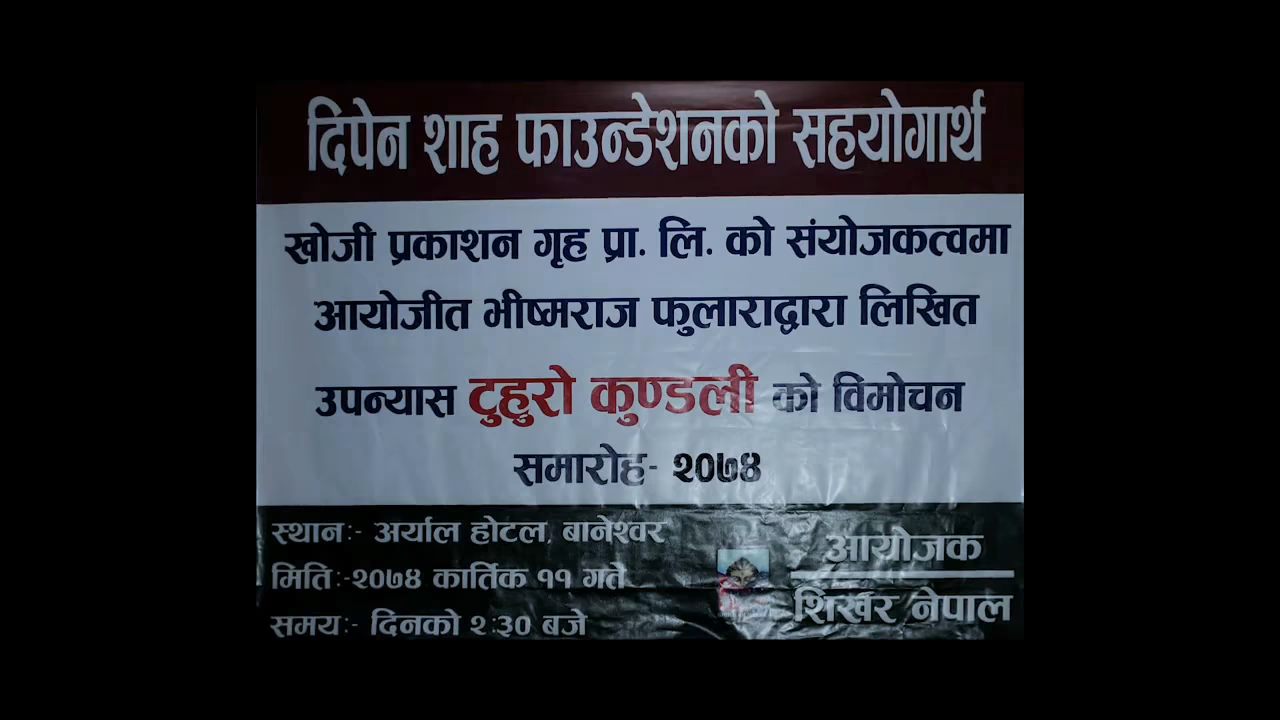 दिपेन शाह फाउन्डेशनको सहयोगार्थ
खोजी प्रकाशन गृह प्रा. लि. को संयोजकत्वमा
आयोजीत भीष्मराज फुलाराद्वारा लिखित
उपन्यास टुहुरो कुण्डली को विमोचन
समारोह- २०७४
स्थान:- अर्याल होटल, बानेश्वर
मिति:-२०७४ कार्तिक ११ गते
समय:- दिनको २:३० बजे
आयोजक
शिखर नेपाल